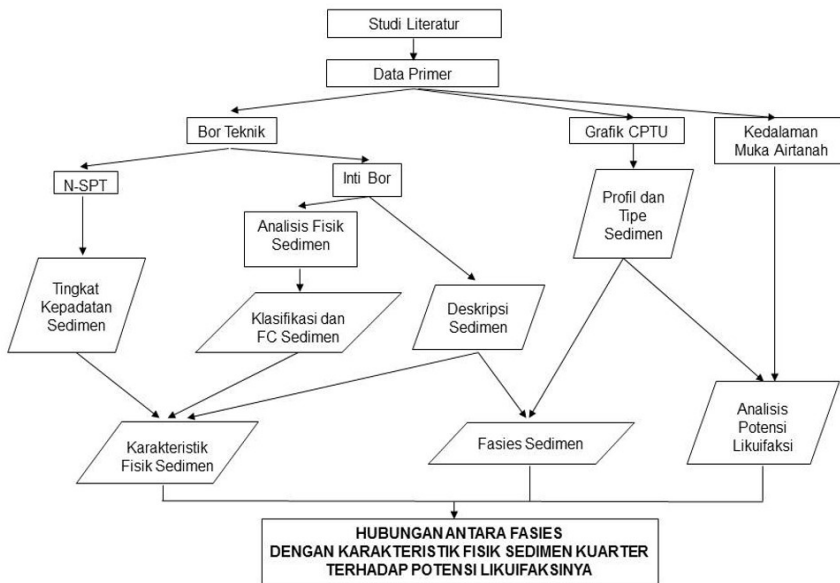 Studi Literatur
Data Primer
Bor Teknik
Grafik CPTU
Kedalaman
Muka Airtanah
N-SPT
Inti Bor
Profil dan
Tipe
Sedimen
Analisis Fisik
Sedimen
Tingkat
Kepadatan
Sedimen
Klasifikasi dan
FC Sedimen
Deskripsi
Sedimen
Karakteristik
Fisik Sedimen
Fasies Sedimen
Analisis
Potensi
Likuifaksi
HUBUNGAN ANTARA FASIES
DENGAN KARAKTERISTIK FISIK SEDIMEN KUARTER
TERHADAP POTENSI LIKUIFAKSINYA